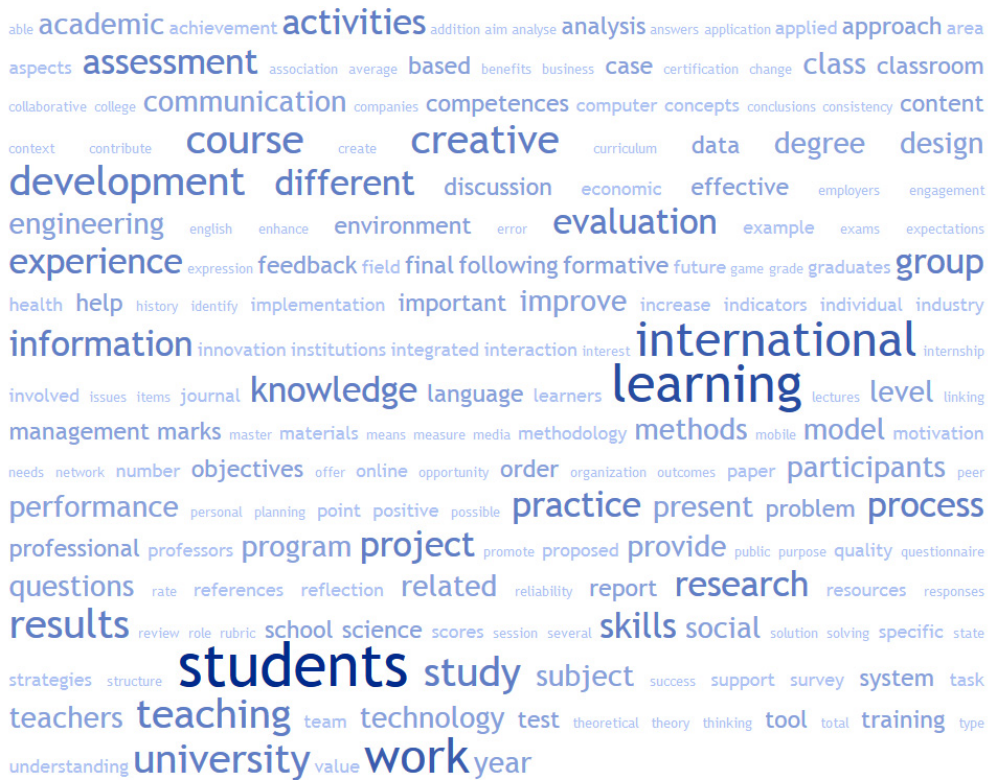 able academic achievement activities addition aim analyse analysis answers application applied approach area
aspects assessment association average based benefits business case certification change class classroom
collaborative college communication companies competences computer concepts conclusions consistency content
context contribute course create creative curriculum data degree design
development different discussion economic effective employers engagement
engineering english enhance environment error evaluation example exams expectations
experience expression feedback field final following formative future game grade graduates group
health help history identify implementation important improve increase indicators individual industry
information innovation institutions integrated interaction interest international internship
involved issues items journal knowledge language learners learning lectures level linking
management marks master materials means measure media methodology methods mobile model motivation
needs network number objectives offer online opportunity order organization outcomes paper participants peer
performance personal planning point positive possible practice present problem process
professional professors program project promote proposed provide public purpose quality questionnaire
questions rate references reflection related reliability report research resources responses
results review role rubric school science scores session several skills social solution solving specific state
strategies structure students study subject success support survey system task
teachers teaching team technology test theoretical theory thinking tool total training type
understanding university value work year